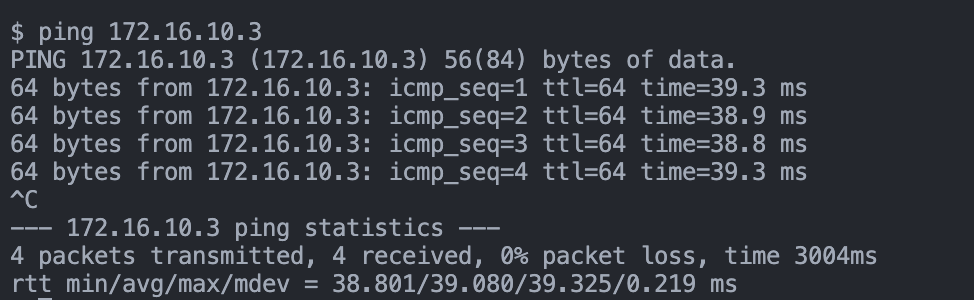 $ ping 172.16.10.3
PING 172.16.10.3 (172.16.10.3) 56(84) bytes of data.
64 bytes from 172.16.10.3: icmp_seq=1 ttl=64 time=39.3 ms
64 bytes from 172.16.10.3: icmp_seq=2 ttl=64 time=38.9 ms
64 bytes from 172.16.10.3: icmp_seq=3 ttl=64 time=38.8 ms
64 bytes from 172.16.10.3: icmp_seq=4 ttl=64 time=39.3 ms
^C
--- 172.16.10.3 ping statistics ---
4 packets transmitted, 4 received, 0% packet loss, time 3004ms
rtt min/avg/max/mdev = 38.801/39.080/39.325/0.219 ms